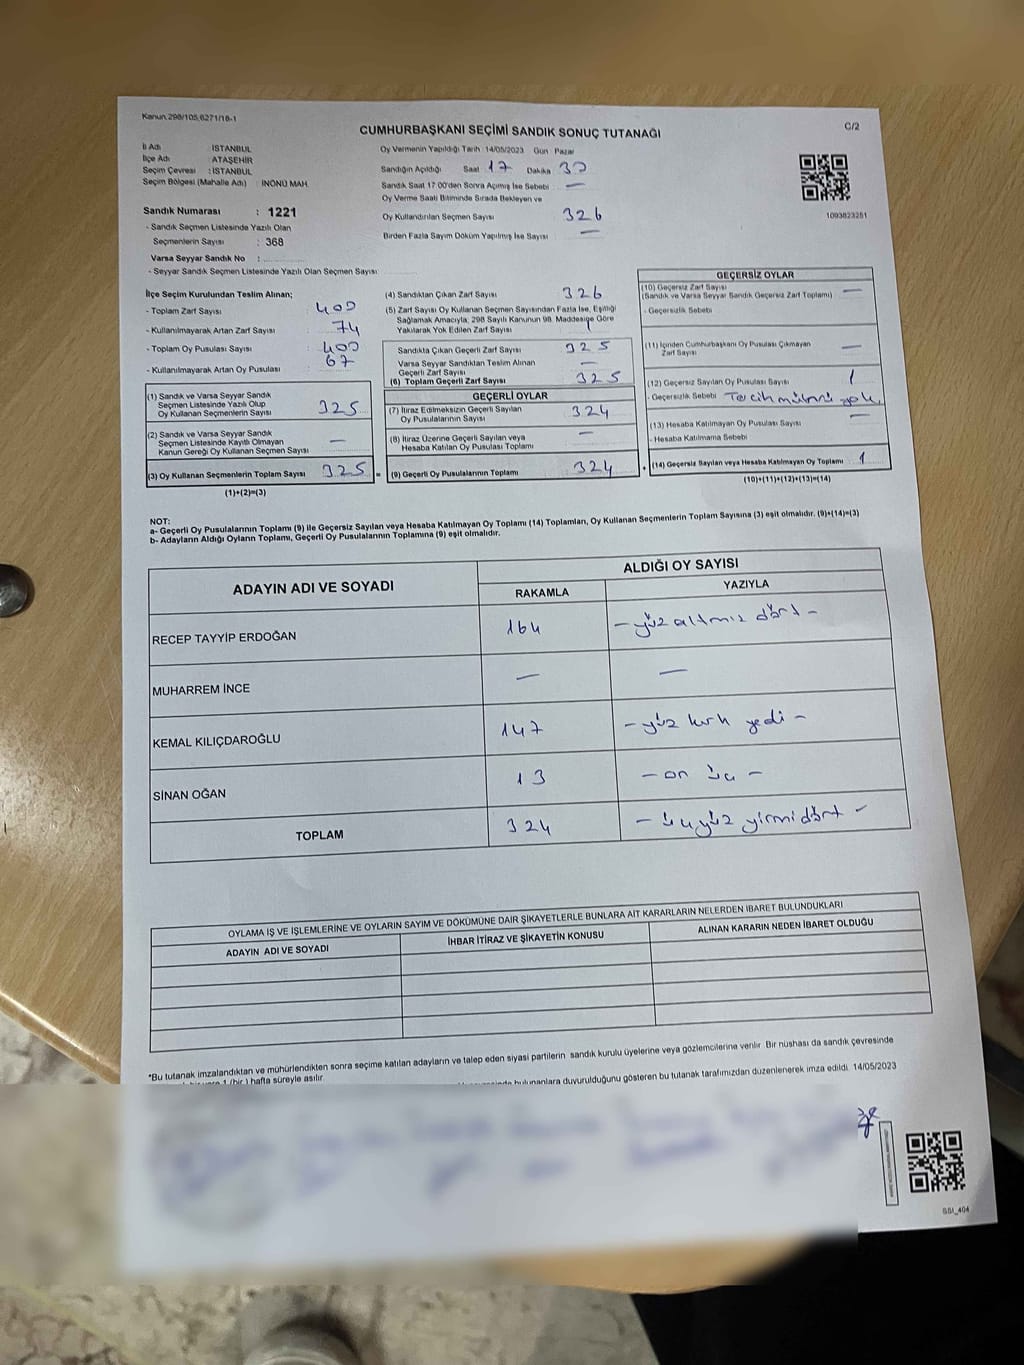 Kanun.298/105,6271/16-1
CUMHURBAŞKANI SEÇİMİ SANDIK SONUÇ TUTANAĞI
C/2
İl Adı İSTANBUL
İlçe Adı ATAŞEHİR
Seçim Çevresi : İSTANBUL
Seçim Bölgesi (Mahalle Adı) : İNÖNÜ MAH.
Oy Vermenin Yapıldığı Tarih :14/05/2023 Gün : Pazar
Sandığın Açıldığı Saat 17 Dakika
Sandık Saat 17.00'den Sonra Açımış İse Sebebi —
Oy Verme Saati Bitiminde Sırada Bekleyen ve
Oy Kullandırılan Seçmen Sayısı 326
Birden Fazla Sayım Döküm Yapılmış İse Sayısı —
1093823251
Sandık Numarası : 1221
- Sandık Seçmen Listesinde Yazılı Olan
Seçmenlerin Sayısı : 368
Varsa Seyyar Sandık No :
- Seyyar Sandık Seçmen Listesinde Yazılı Olan Seçmen Sayısı
İlçe Seçim Kurulundan Teslim Alınan;
- Toplam Zarf Sayısı : 400
- Kullanılmayarak Artan Zarf Sayısı : 74
- Toplam Oy Pusulası Sayısı : 400
- Kullanılmayarak Artan Oy Pusulası : 67
(1) Sandık ve Varsa Seyyar Sandık
Seçmen Listesinde Yazılı Olup
Oy Kullanan Seçmenlerin Sayısı 325
(2) Sandık ve Varsa Seyyar Sandık
Seçmen Listesinde Kayıtlı Olmayan
Kanun Gereği Oy Kullanan Seçmen Sayısı —
(3) Oy Kullanan Seçmenlerin Toplam Sayısı 325 =
(1)+(2)=(3)
(4) Sandıktan Çıkan Zarf Sayısı 326
(5) Zarf Sayısı Oy Kullanan Seçmen Sayısından Fazla İse, Eşitliği
Sağlamak Amacıyla, 298 Sayılı Kanunun 98. Maddesine Göre
Yakılarak Yok Edilen Zarf Sayısı 1
Sandıkta Çıkan Geçerli Zarf Sayısı 325
Varsa Seyyar Sandıktan Teslim Alınan
Geçerli Zarf Sayısı —
(6) Toplam Geçerli Zarf Sayısı 325
GEÇERLİ OYLAR
(7) İtiraz Edilmeksizin Geçerli Sayılan
Oy Pusulalarının Sayısı 324
(8) İtiraz Üzerine Geçerli Sayılan veya
Hesaba Katılan Oy Pusulası Toplamı —
(9) Geçerli Oy Pusulalarının Toplamı 324 +
GEÇERSİZ OYLAR
(10) Geçersiz Zarf Sayısı
(Sandık ve Varsa Seyyar Sandık Geçersiz Zarf Toplamı) —
- Geçersizlik Sebebi
(11) İçinden Cumhurbaşkanı Oy Pusulası Çıkmayan
Zarf Sayısı —
(12) Geçersiz Sayılan Oy Pusulası Sayısı 1
- Geçersizlik Sebebi Tercih mührü yok.
(13) Hesaba Katılmayan Oy Pusulası Sayısı —
- Hesaba Katılmama Sebebi
(14) Geçersiz Sayılan veya Hesaba Katılmayan Oy Toplamı 1
(10)+(11)+(12)+(13)=(14)
NOT:
a- Geçerli Oy Pusulalarının Toplamı (9) ile Geçersiz Sayılan veya Hesaba Katılmayan Oy Toplamı (14) Toplamları, Oy Kullanan Seçmenlerin Toplam Sayısına (3) eşit olmalıdır. (9)+(14)=(3)
b- Adayların Aldığı Oyların Toplamı, Geçerli Oy Pusulalarının Toplamına (9) eşit olmalıdır.
ADAYIN ADI VE SOYADI
ALDIĞI OY SAYISI
RAKAMLA YAZIYLA
RECEP TAYYİP ERDOĞAN 164 – yüz altmız dört –
MUHARREM İNCE — —
KEMAL KILIÇDAROĞLU 147 – yüz kırk yedi –
SİNAN OĞAN 13 – on üç –
TOPLAM 324 – üçyüz yirmidört –
OYLAMA İŞ VE İŞLEMLERİNE VE OYLARIN SAYIM VE DÖKÜMÜNE DAİR ŞİKAYETLERLE BUNLARA AİT KARARLARIN NELERDEN İBARET BULUNDUKLARI
ADAYIN ADI VE SOYADI İHBAR İTİRAZ VE ŞİKAYETİN KONUSU ALINAN KARARIN NEDEN İBARET OLDUĞU
*Bu tutanak imzalandıktan ve mühürlendikten sonra seçime katılan adayların ve talep eden siyasi partilerin sandık kurulu üyelerine veya gözlemcilerine verilir. Bir nüshası da sandık çevresinde
1 (bir ) hafta süreyle asılır.
bulunanlara duyurulduğunu gösteren bu tutanak tarafımızdan düzenlenerek imza edildi. 14/05/2023
SSI_404